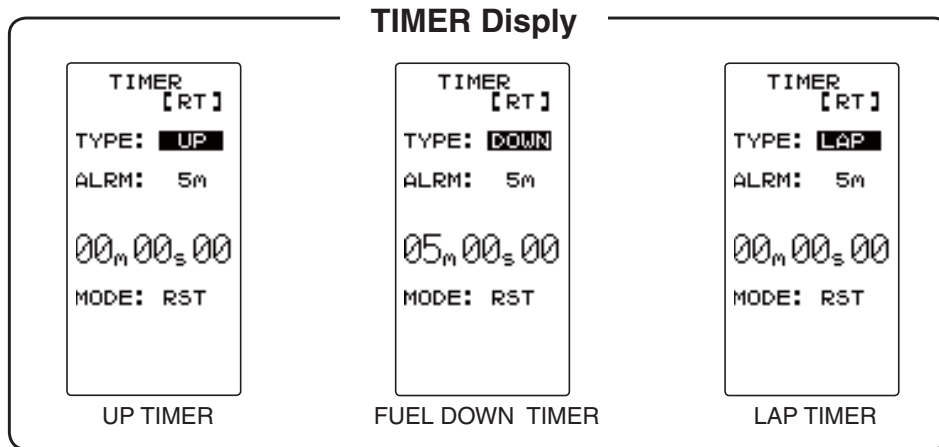 TIMER Disply
TIMER
[RT]
TYPE: UP
ALRM: 5m
00m00s00
MODE: RST
UP TIMER
TIMER
[RT]
TYPE: DOWN
ALRM: 5m
05m00s00
MODE: RST
FUEL DOWN TIMER
TIMER
[RT]
TYPE: LAP
ALRM: 5m
00m00s00
MODE: RST
LAP TIMER